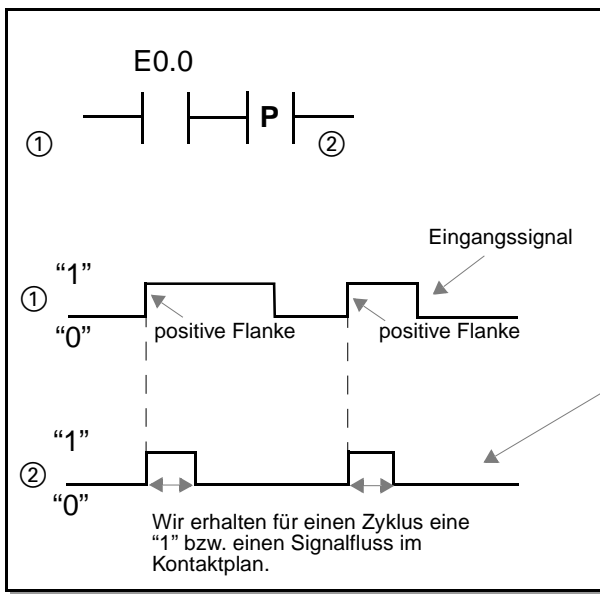 E0.0
P
① ②
Eingangssignal
“1”
①
“0”
positive Flanke positive Flanke
“1”
②
“0”
Wir erhalten für einen Zyklus eine
“1” bzw. einen Signalfluss im
Kontaktplan.